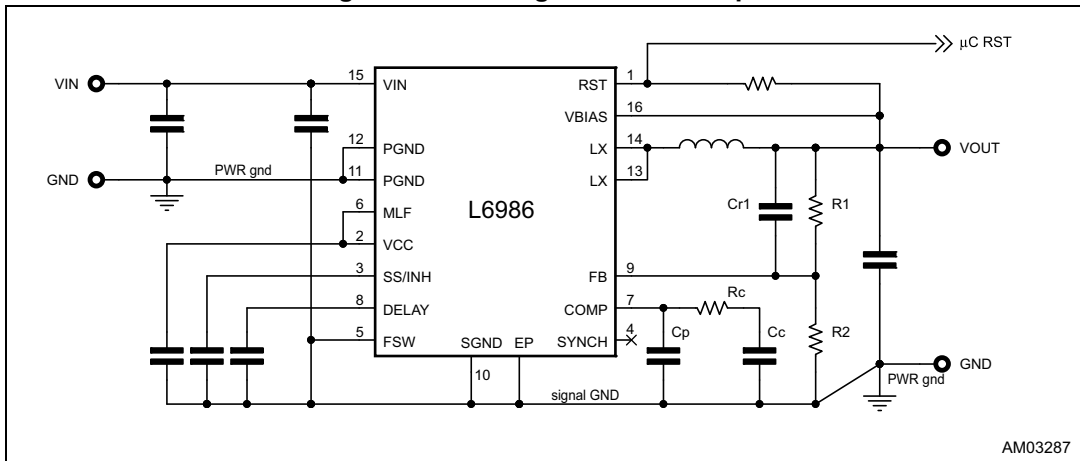 µC RST
VIN
15
VIN
RST
1
VBIAS
16
12
PGND
LX
14
VOUT
GND
PWR gnd
11
PGND
LX
13
6
MLF
L6986
Cr1
R1
2
VCC
3
SS/INH
FB
9
8
DELAY
COMP
7
Rc
5
FSW
SGND
EP
SYNCH
4
Cp
Cc
R2
GND
10
PWR gnd
signal GND
AM03287